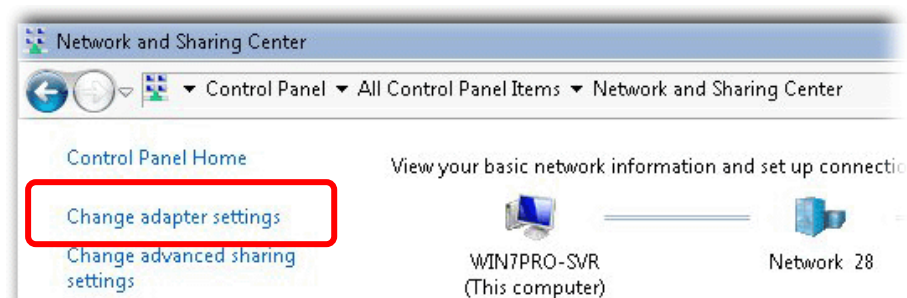 Network and Sharing Center
Control Panel All Control Panel Items Network and Sharing Center
Control Panel Home
View your basic network information and set up
Change adapter settings
Change advanced sharing
settings
WIN7PRO-SVR
(This computer)
Network 28